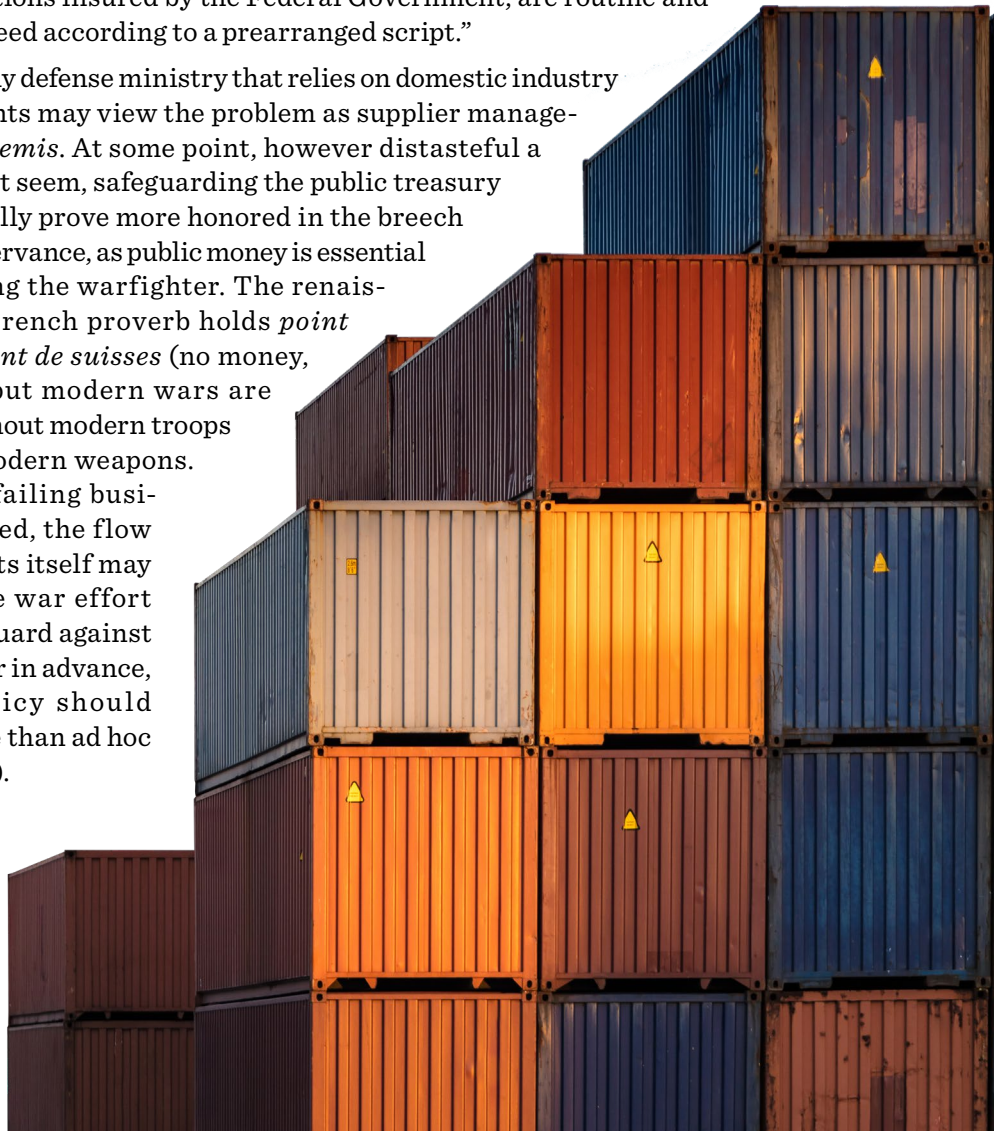 tions insured by the Federal Government, are routine and
eed according to a prearranged script.”
y defense ministry that relies on domestic industry
nts may view the problem as supplier manage-
emis. At some point, however distasteful a
t seem, safeguarding the public treasury
lly prove more honored in the breech
ervance, as public money is essential
ng the warfighter. The renais-
rench proverb holds point
nt de suisses (no money,
out modern wars are
hout modern troops
odern weapons.
failing busi-
ed, the flow
ts itself may
e war effort
uard against
r in advance,
icy should
e than ad hoc
).